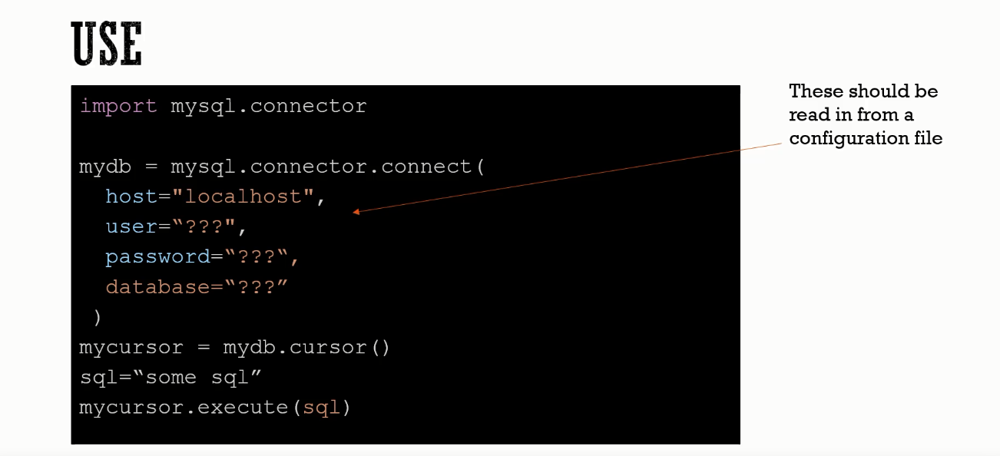 USE
import mysql.connector
mydb = mysql.connector.connect(
host="localhost",
user=“???",
password=“???“,
database=“???”
)
mycursor = mydb.cursor()
sql=“some sql”
mycursor.execute(sql)
These should be
read in from a
configuration file